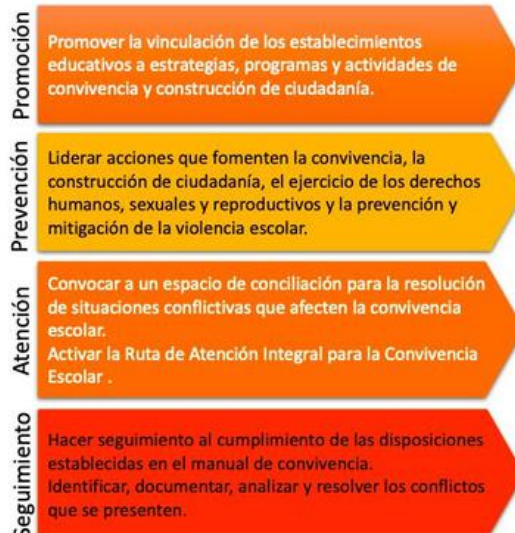 Promoción
Promover la vinculación de los establecimientos
educativos a estrategias, programas y actividades de
convivencia y construcción de ciudadanía.
Prevención
Liderar acciones que fomenten la convivencia, la
construcción de ciudadanía, el ejercicio de los derechos
humanos, sexuales y reproductivos y la prevención y
mitigación de la violencia escolar.
Atención
Convocar a un espacio de conciliación para la resolución
de situaciones conflictivas que afecten la convivencia
escolar.
Activar la Ruta de Atención Integral para la Convivencia
Escolar .
Seguimiento
Hacer seguimiento al cumplimiento de las disposiciones
establecidas en el manual de convivencia.
Identificar, documentar, analizar y resolver los conflictos
que se presenten.